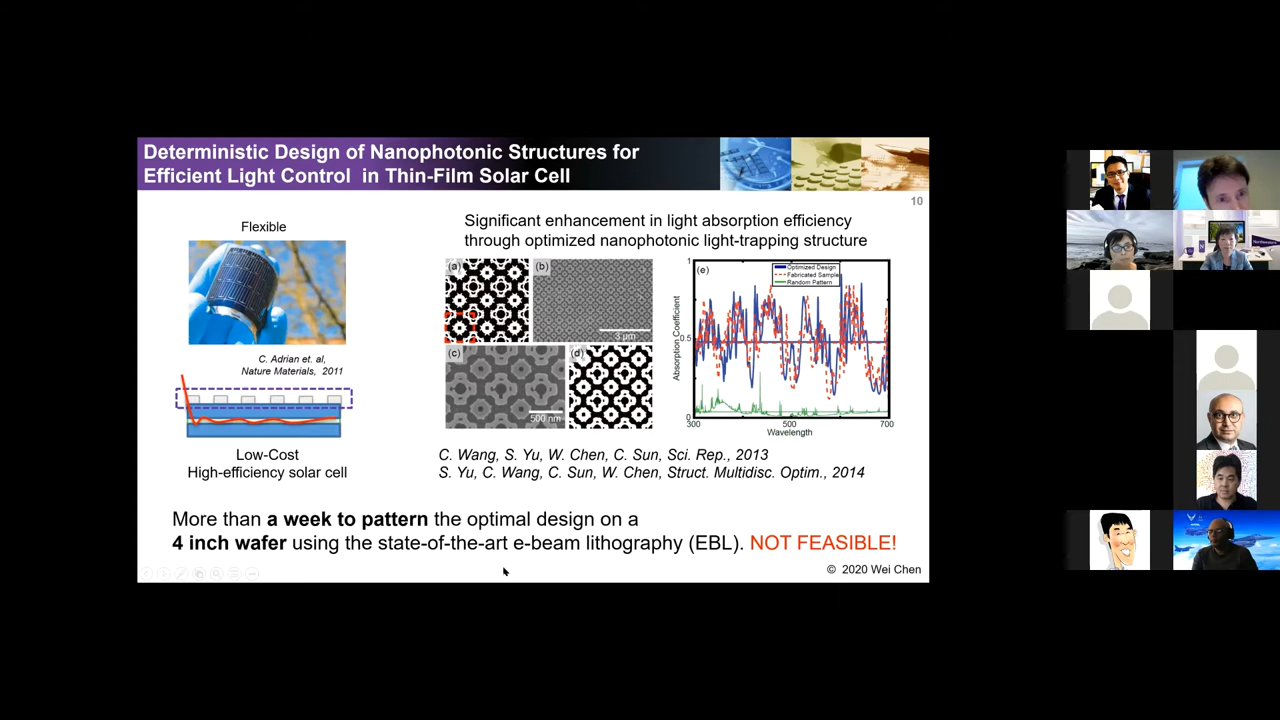 Deterministic Design of Nanophotonic Structures for
Efficient Light Control in Thin-Film Solar Cell
10
Flexible
C. Adrian et. al,
Nature Materials, 2011
Low-Cost
High-efficiency solar cell
Significant enhancement in light absorption efficiency
through optimized nanophotonic light-trapping structure
(a)
(b)
3 μm
(c)
500 nm
(d)
(e)
Optimized Design
Fabricated Sample
Random Pattern
Absorption Coefficient
1
0.5
0
300
500
700
Wavelength
C. Wang, S. Yu, W. Chen, C. Sun, Sci. Rep., 2013
S. Yu, C. Wang, C. Sun, W. Chen, Struct. Multidisc. Optim., 2014
More than a week to pattern the optimal design on a
4 inch wafer using the state-of-the-art e-beam lithography (EBL). NOT FEASIBLE!
© 2020 Wei Chen
Northwestern